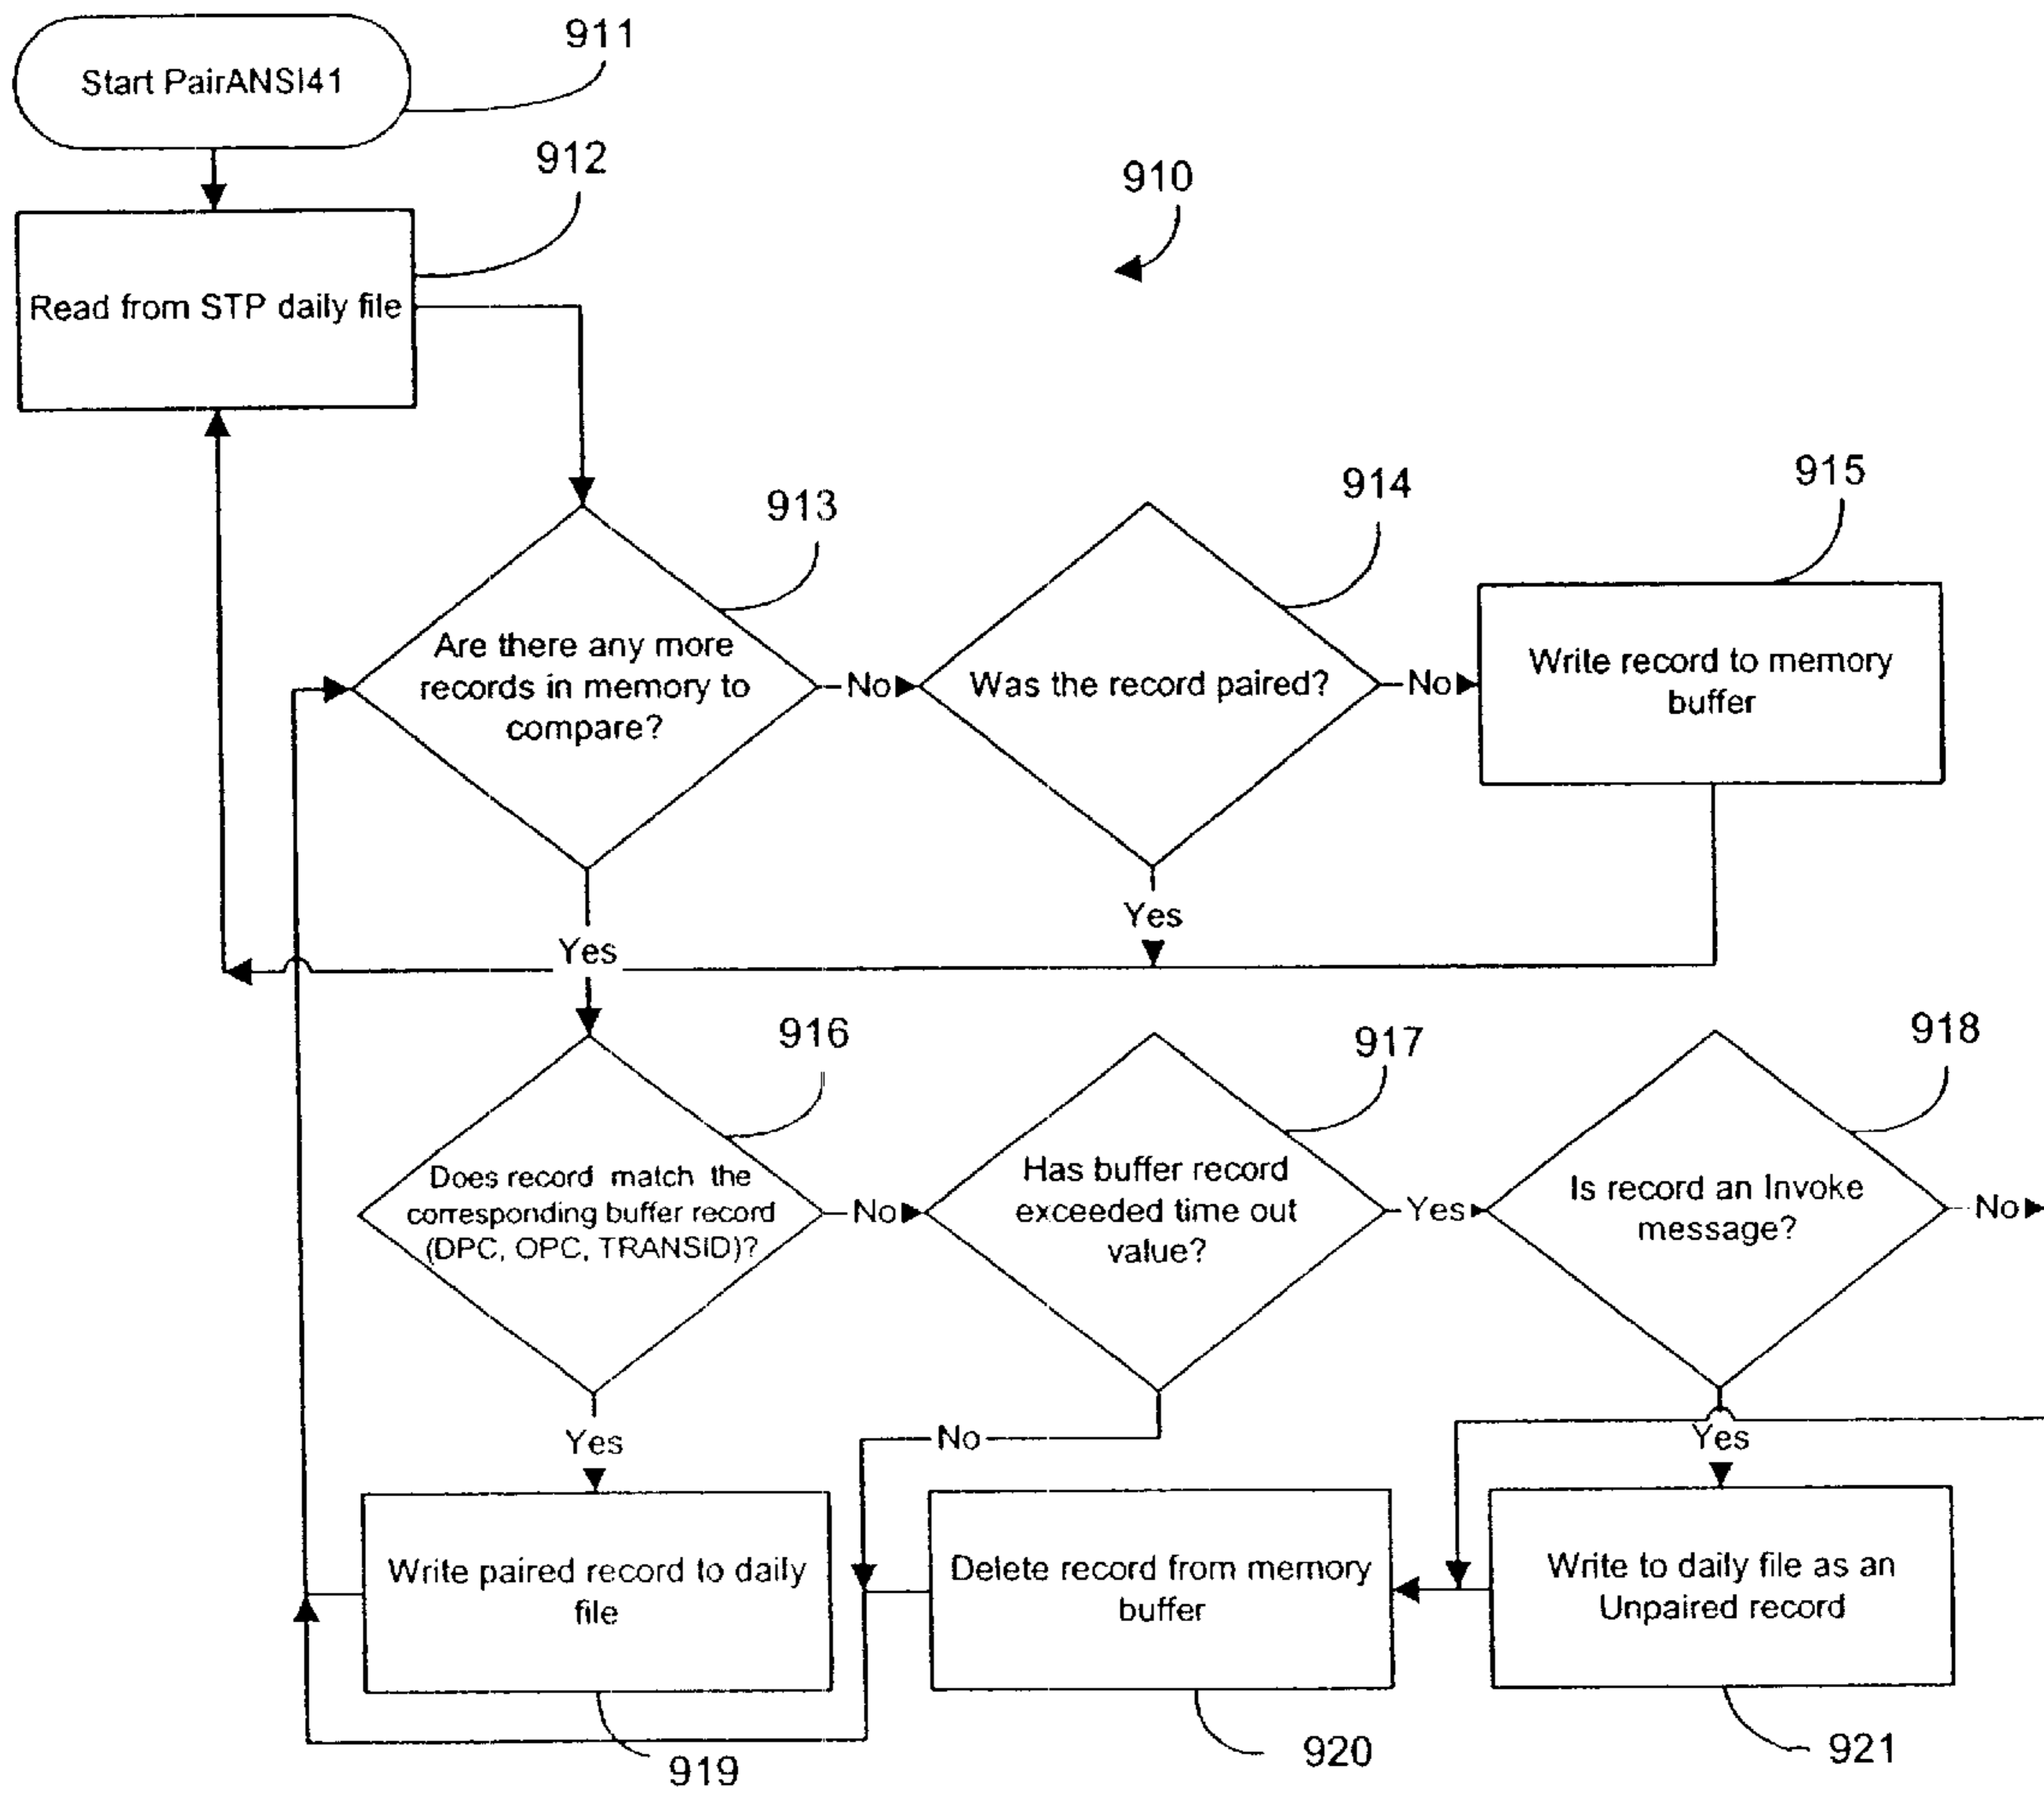 911
Start PairANSI41
912
910
Read from STP daily file
913
914
915
Are there any more
records in memory to
compare?
No
Was the record paired?
No
Write record to memory
buffer
Yes
Yes
916
917
918
Does record match the
corresponding buffer record
(DPC, OPC, TRANSID)?
No
Has buffer record
exceeded time out
value?
Yes
Is record an Invoke
message?
No
Yes
No
Yes
Write paired record to daily
file
Delete record from memory
buffer
Write to daily file as an
Unpaired record
919
920
921